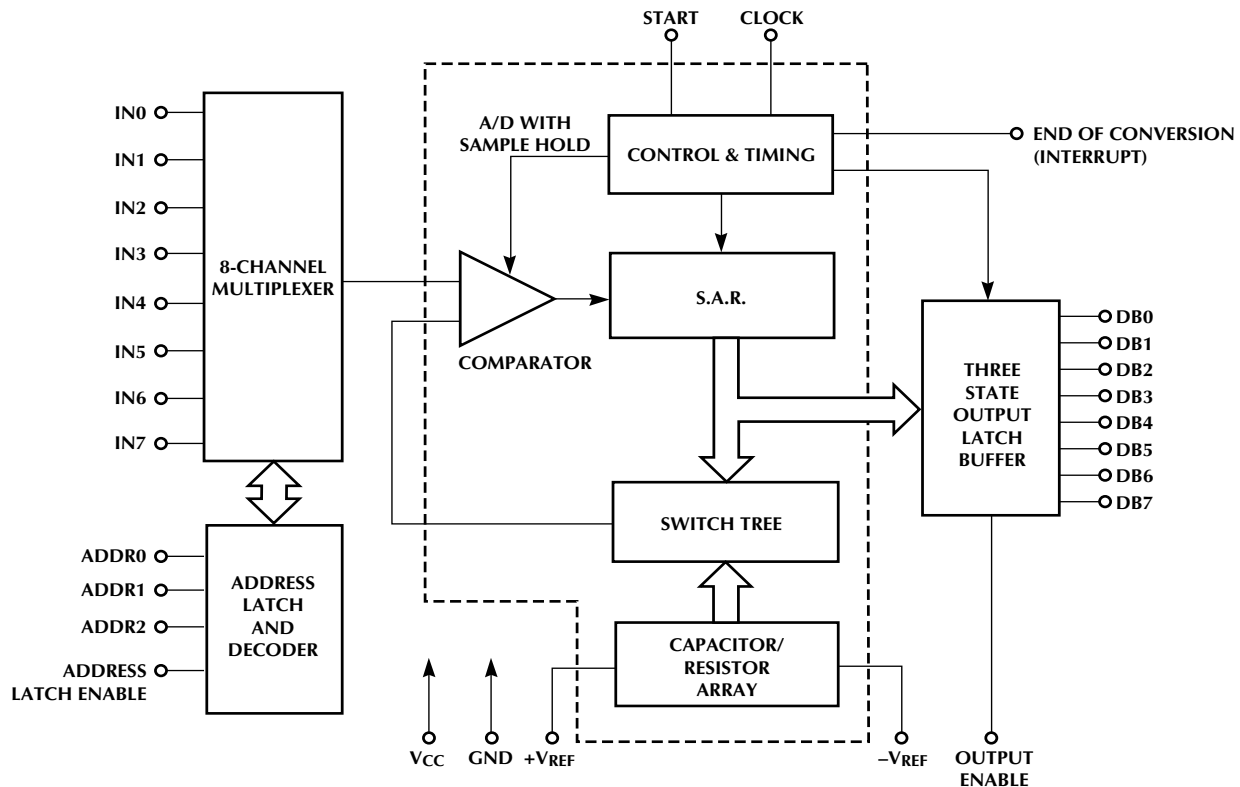 START
CLOCK
IN0
IN1
IN2
IN3
IN4
IN5
IN6
IN7
8-CHANNEL
MULTIPLEXER
A/D WITH
SAMPLE HOLD
CONTROL & TIMING
END OF CONVERSION
(INTERRUPT)
S.A.R.
COMPARATOR
THREE
STATE
OUTPUT
LATCH
BUFFER
DB0
DB1
DB2
DB3
DB4
DB5
DB6
DB7
SWITCH TREE
ADDR0
ADDR1
ADDR2
ADDRESS
LATCH ENABLE
ADDRESS
LATCH
AND
DECODER
CAPACITOR/
RESISTOR
ARRAY
VCC
GND
+VREF
–VREF
OUTPUT
ENABLE